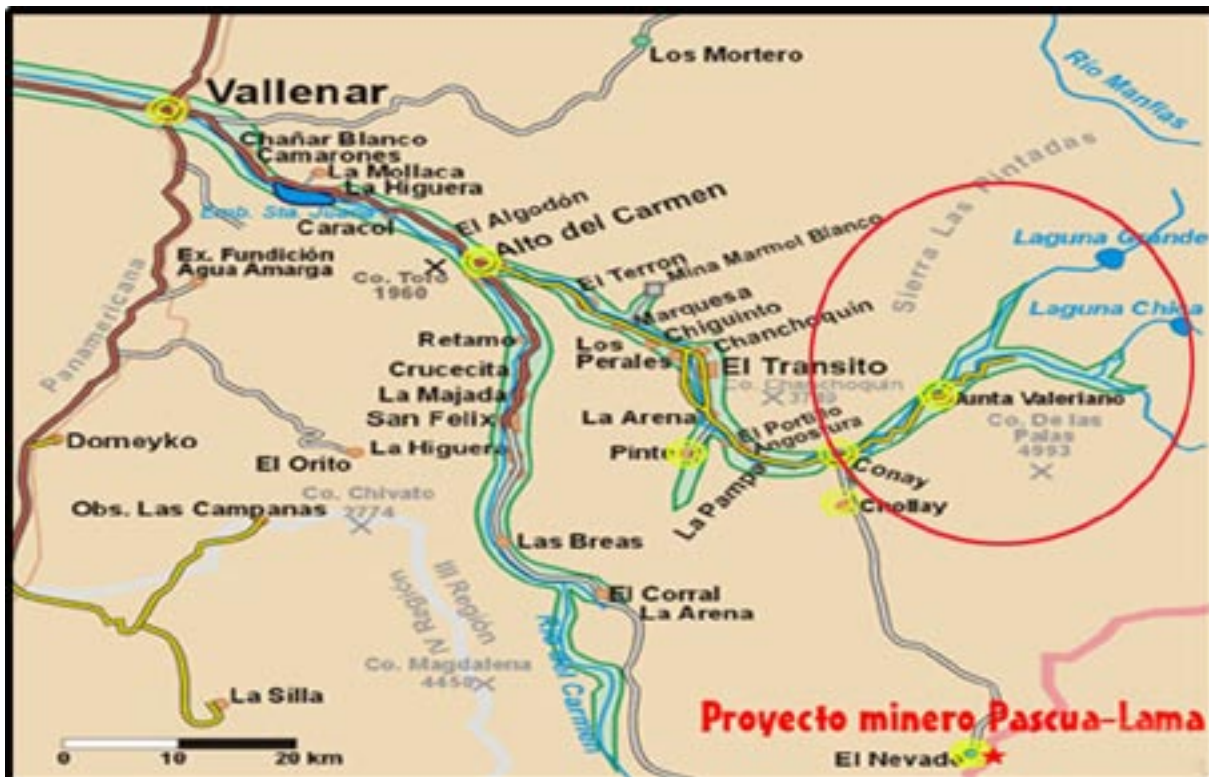 Los Mortero
Río Manflas
Vallenar
Chañar Blanco
Camarones
La Mollaca
La Higuera
Emb. Sta. Juana
Caracol
El Algodón
Alto del Carmen
Sierra Las Pintadas
Laguna Grande
Laguna Chica
Ex. Fundición
Agua Amarga
Co. Toro
1960
El Terron
Mina Marmol Blanco
Marquesa
Chiguinto
Chanchoquin
Panamericana
Retamo
Los
Perales
El Transito
Crucecita
Co. Chanchoquin
La Majada
Junta Valeriano
San Felix
La Arena
El Portillo
Angostura
Co. De las
Palas
4993
Domeyko
La Higuera
Pinte
La Pampa
Conay
El Orito
Co. Chivato
Chollay
Obs. Las Campanas
Las Breas
III Región
IV Región
El Corral
La Arena
Río del Carmen
Co. Magdalena
La Silla
Proyecto minero Pascua-Lama
El Nevado
0 10 20 km